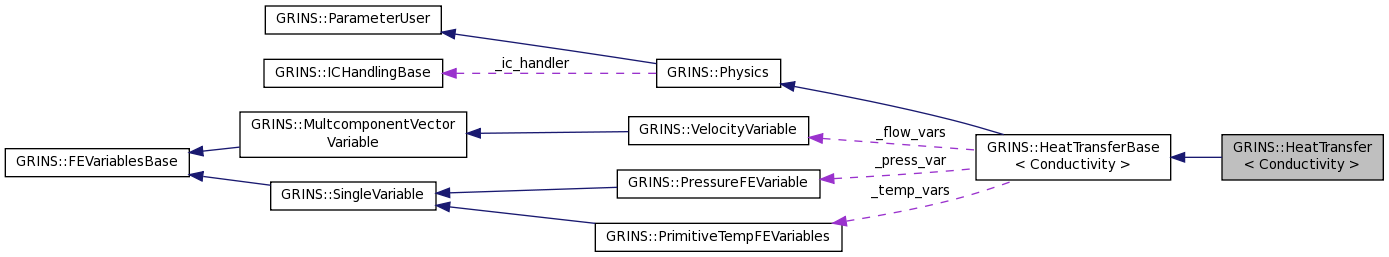 GRINS::ParameterUser
GRINS::ICHandlingBase
_ic_handler
GRINS::Physics
GRINS::MultcomponentVector
Variable
GRINS::VelocityVariable
_flow_vars
GRINS::FEVariablesBase
GRINS::HeatTransferBase
< Conductivity >
GRINS::HeatTransfer
< Conductivity >
_press_var
GRINS::SingleVariable
GRINS::PressureFEVariable
_temp_vars
GRINS::PrimitiveTempFEVariables